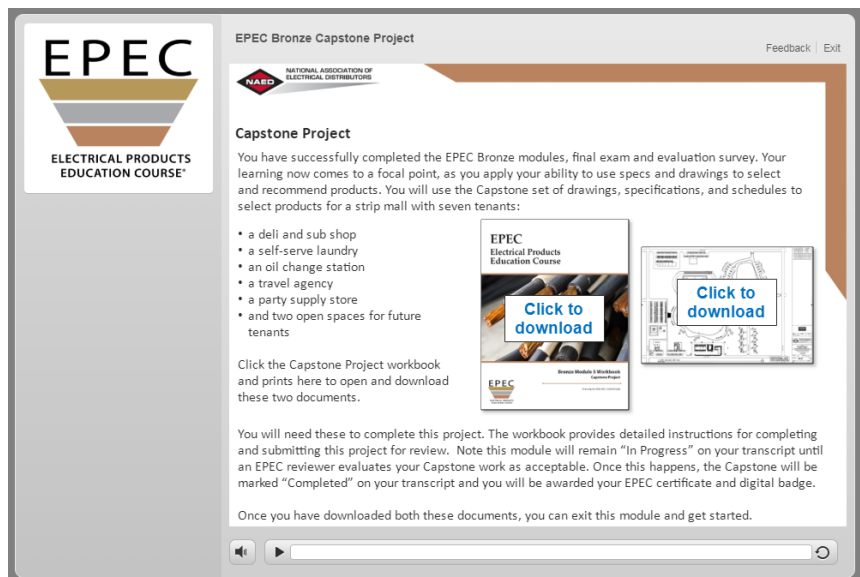 EPEC
ELECTRICAL PRODUCTS
EDUCATION COURSE®
EPEC Bronze Capstone Project
Feedback
Exit
NAED
NATIONAL ASSOCIATION OF
ELECTRICAL DISTRIBUTORS
Capstone Project
You have successfully completed the EPEC Bronze modules, final exam and evaluation survey. Your
learning now comes to a focal point, as you apply your ability to use specs and drawings to select
and recommend products. You will use the Capstone set of drawings, specifications, and schedules to
select products for a strip mall with seven tenants:
• a deli and sub shop
• a self-serve laundry
• an oil change station
• a travel agency
• a party supply store
• and two open spaces for future
tenants
Click the Capstone Project workbook
and prints here to open and download
these two documents.
EPEC
Electrical Products
Education Course
Click to
download
Bronze Module 5 Workbook
Capstone Project
EPEC
Click to
download
You will need these to complete this project. The workbook provides detailed instructions for completing
and submitting this project for review.  Note this module will remain “In Progress” on your transcript until
an EPEC reviewer evaluates your Capstone work as acceptable. Once this happens, the Capstone will be
marked “Completed” on your transcript and you will be awarded your EPEC certificate and digital badge.
Once you have downloaded both these documents, you can exit this module and get started.